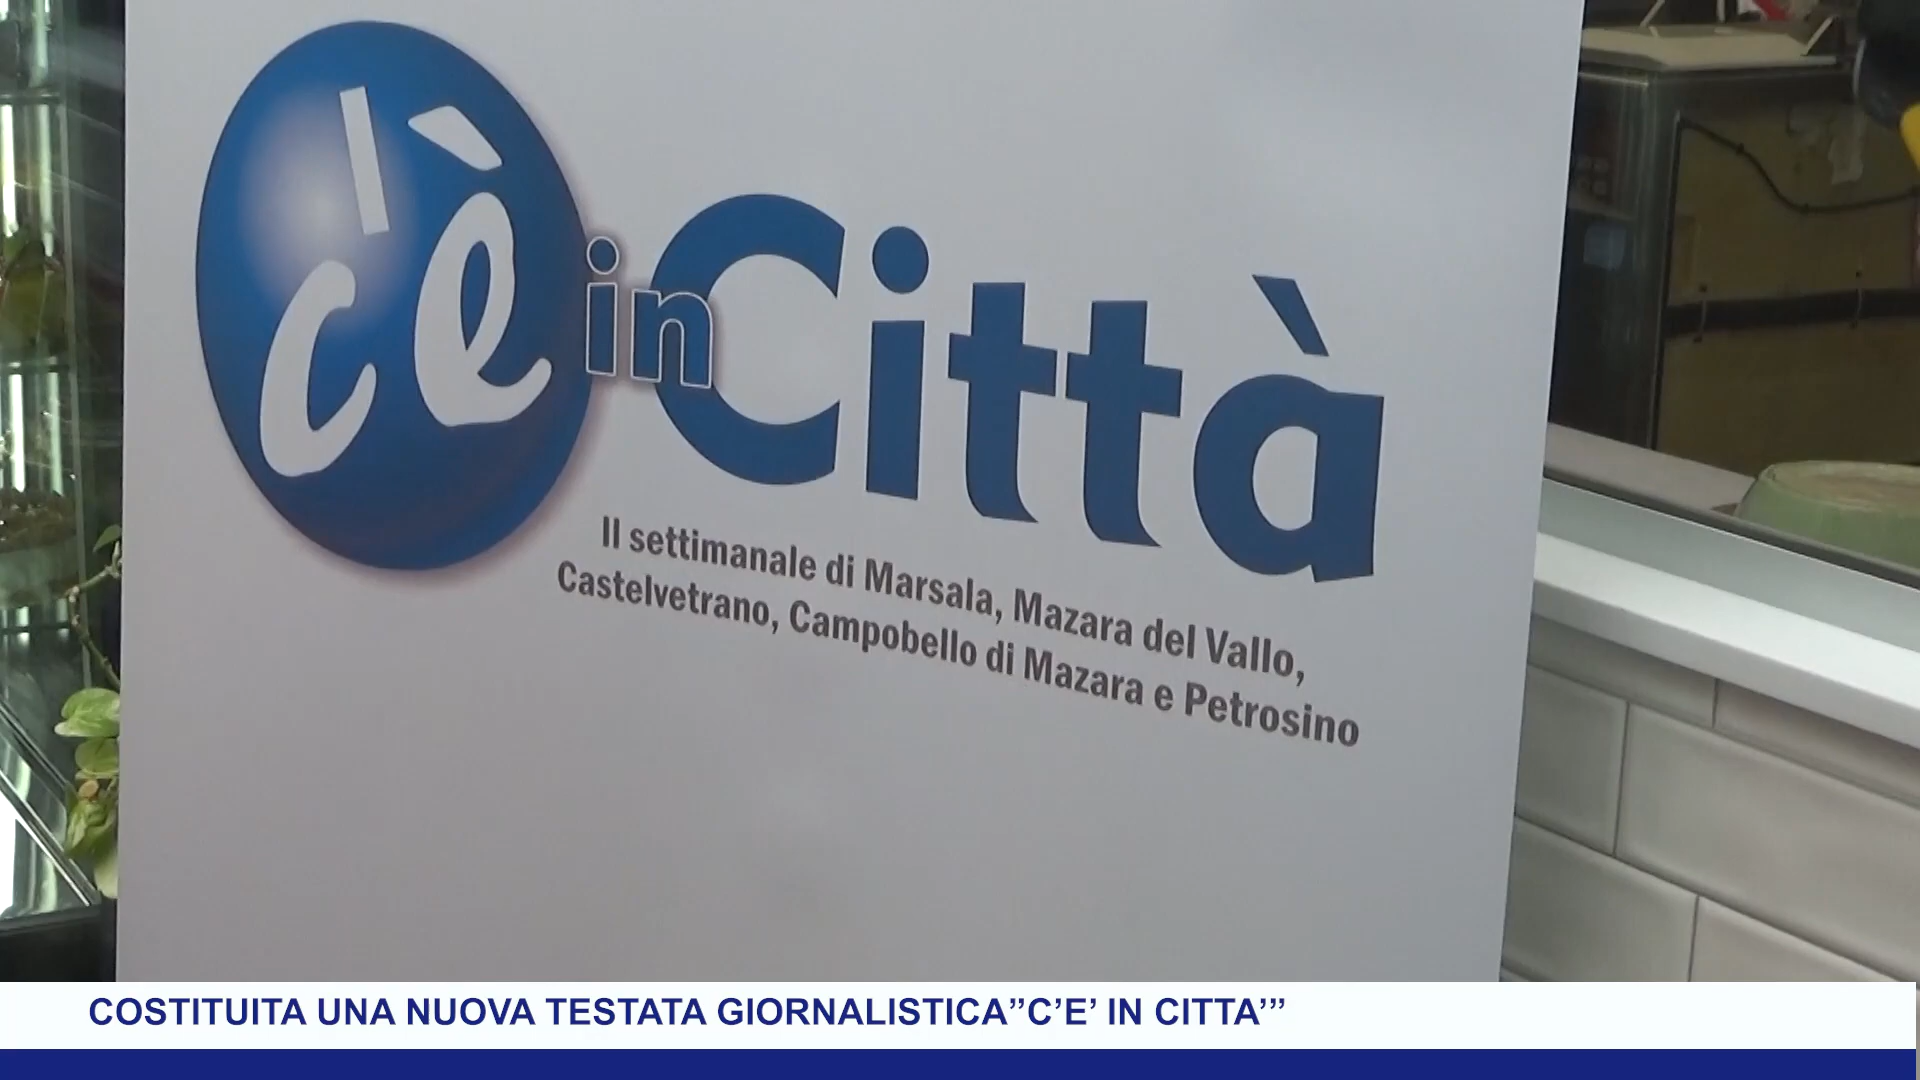 c'è in Città
Il settimanale di Marsala, Mazara del Vallo,
Castelvetrano, Campobello di Mazara e Petrosino
COSTITUITA UNA NUOVA TESTATA GIORNALISTICA”C’E’ IN CITTA’”